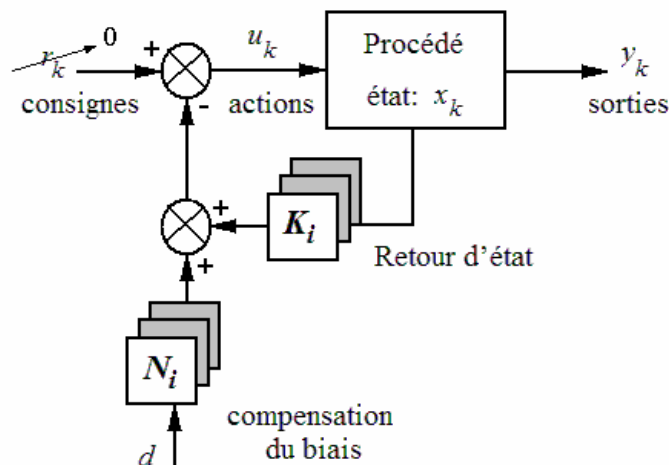 0
r_k
+
u_k
Procédé
état: x_k
y_k
consignes
-
actions
sorties
+
K_i
+
Retour d'état
N_i
compensation
du biais
d